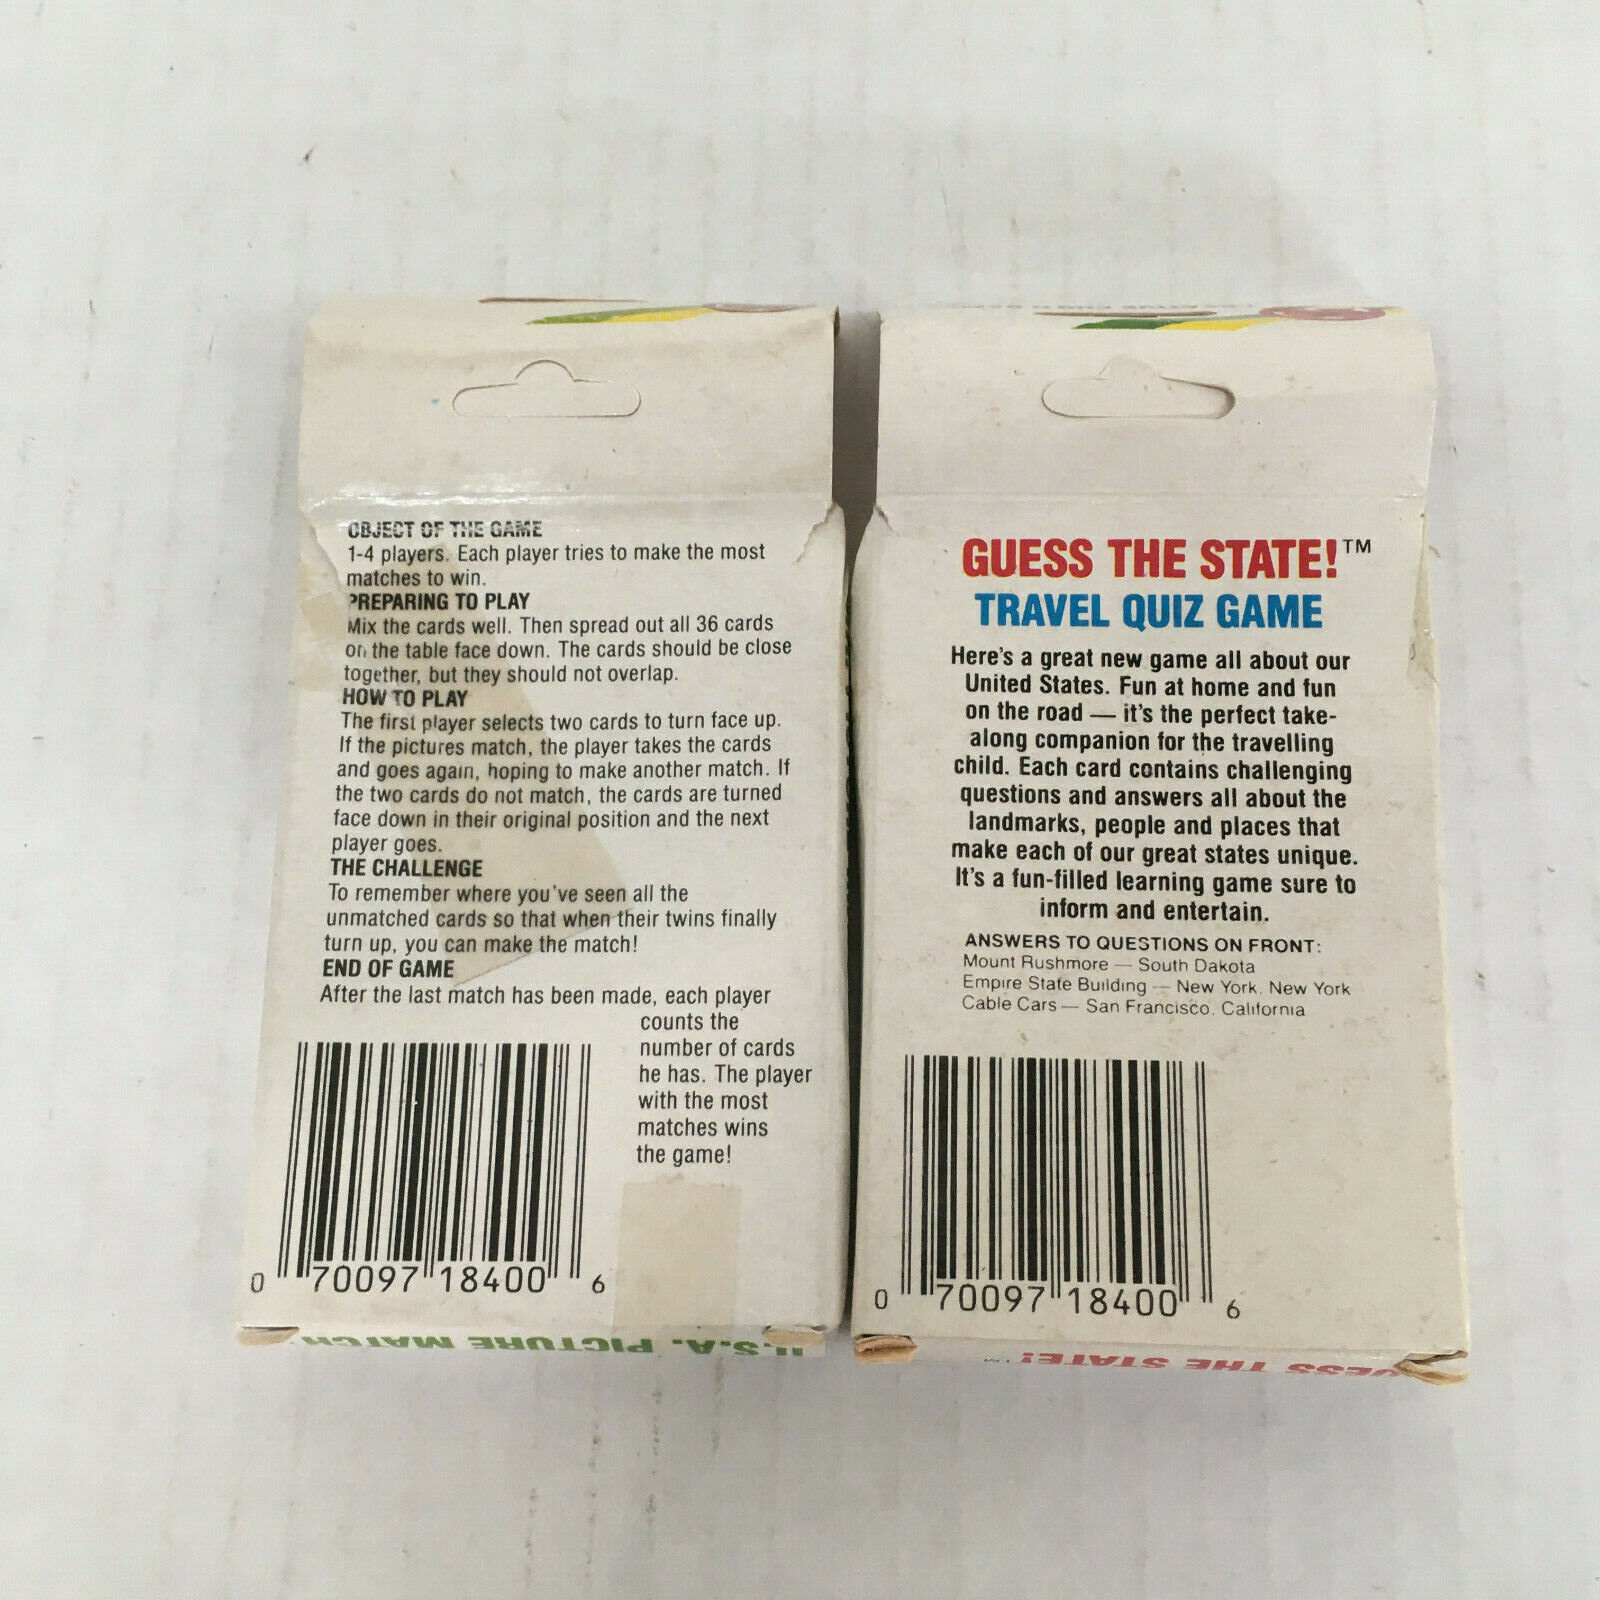 OBJECT OF THE GAME
1-4 players. Each player tries to make the most
matches to win.
PREPARING TO PLAY
Mix the cards well. Then spread out all 36 cards
on the table face down. The cards should be close
together, but they should not overlap.
HOW TO PLAY
The first player selects two cards to turn face up.
If the pictures match, the player takes the cards
and goes again, hoping to make another match. If
the two cards do not match, the cards are turned
face down in their original position and the next
player goes.
THE CHALLENGE
To remember where you've seen all the
unmatched cards so that when their twins finally
turn up, you can make the match!
END OF GAME
After the last match has been made, each player
counts the
number of cards
he has. The player
with the most
matches wins
the game!
0 70097 18400 6
U.S.A. PICTURE MATCH
GUESS THE STATE!™
TRAVEL QUIZ GAME
Here's a great new game all about our
United States. Fun at home and fun
on the road — it's the perfect take-
along companion for the travelling
child. Each card contains challenging
questions and answers all about the
landmarks, people and places that
make each of our great states unique.
It's a fun-filled learning game sure to
inform and entertain.
ANSWERS TO QUESTIONS ON FRONT:
Mount Rushmore — South Dakota
Empire State Building — New York, New York
Cable Cars — San Francisco, California
0 70097 18400 6
GUESS THE STATE!™